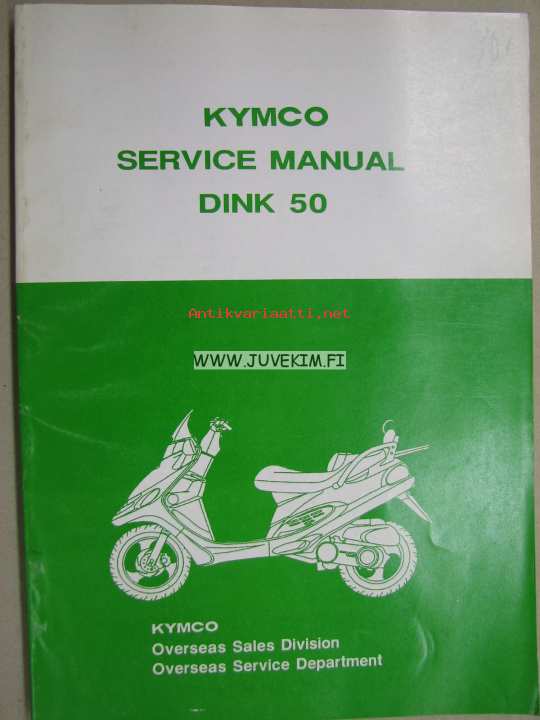 KYMCO
SERVICE MANUAL
DINK 50
Antikvariaatti.net
WWW.JUVEKIM.FI
KYMCO
Overseas Sales Division
Overseas Service Department